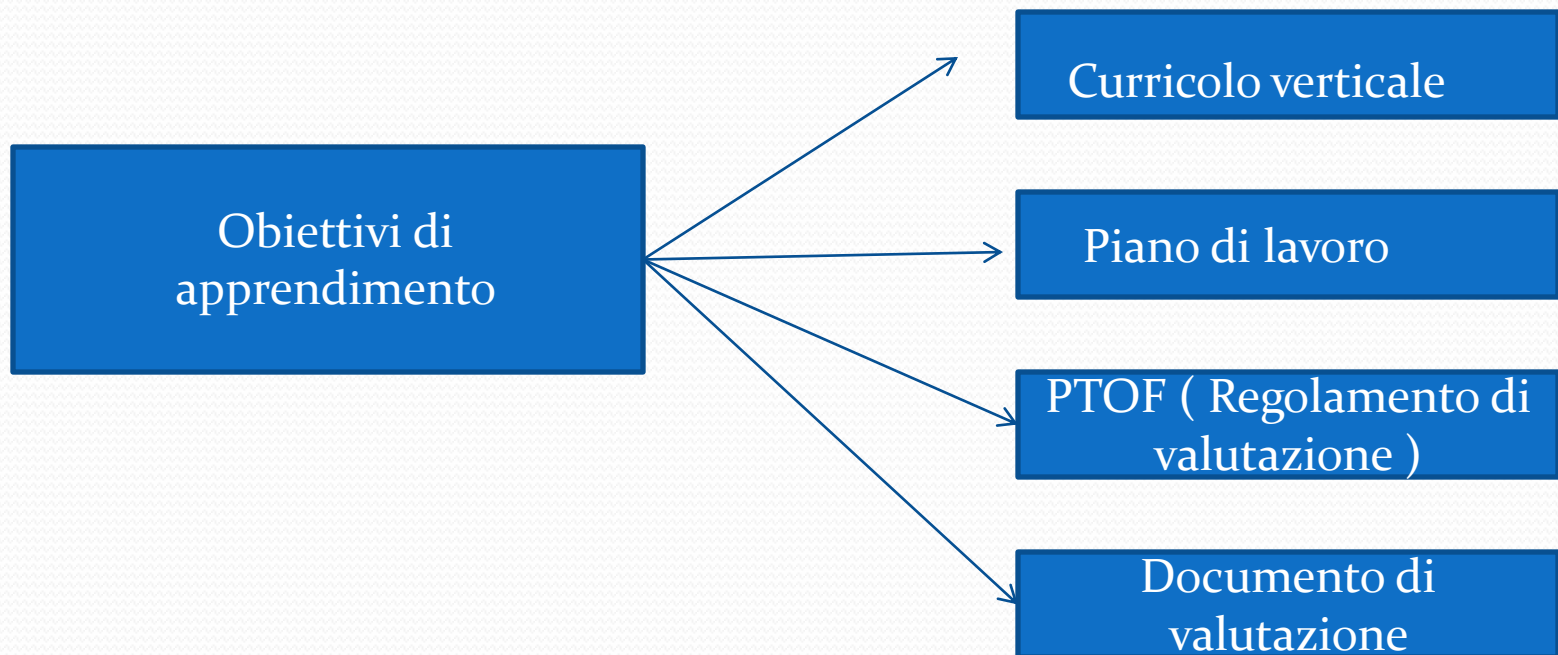 Obiettivi di
apprendimento
Curricolo verticale
Piano di lavoro
PTOF ( Regolamento di
valutazione )
Documento di
valutazione